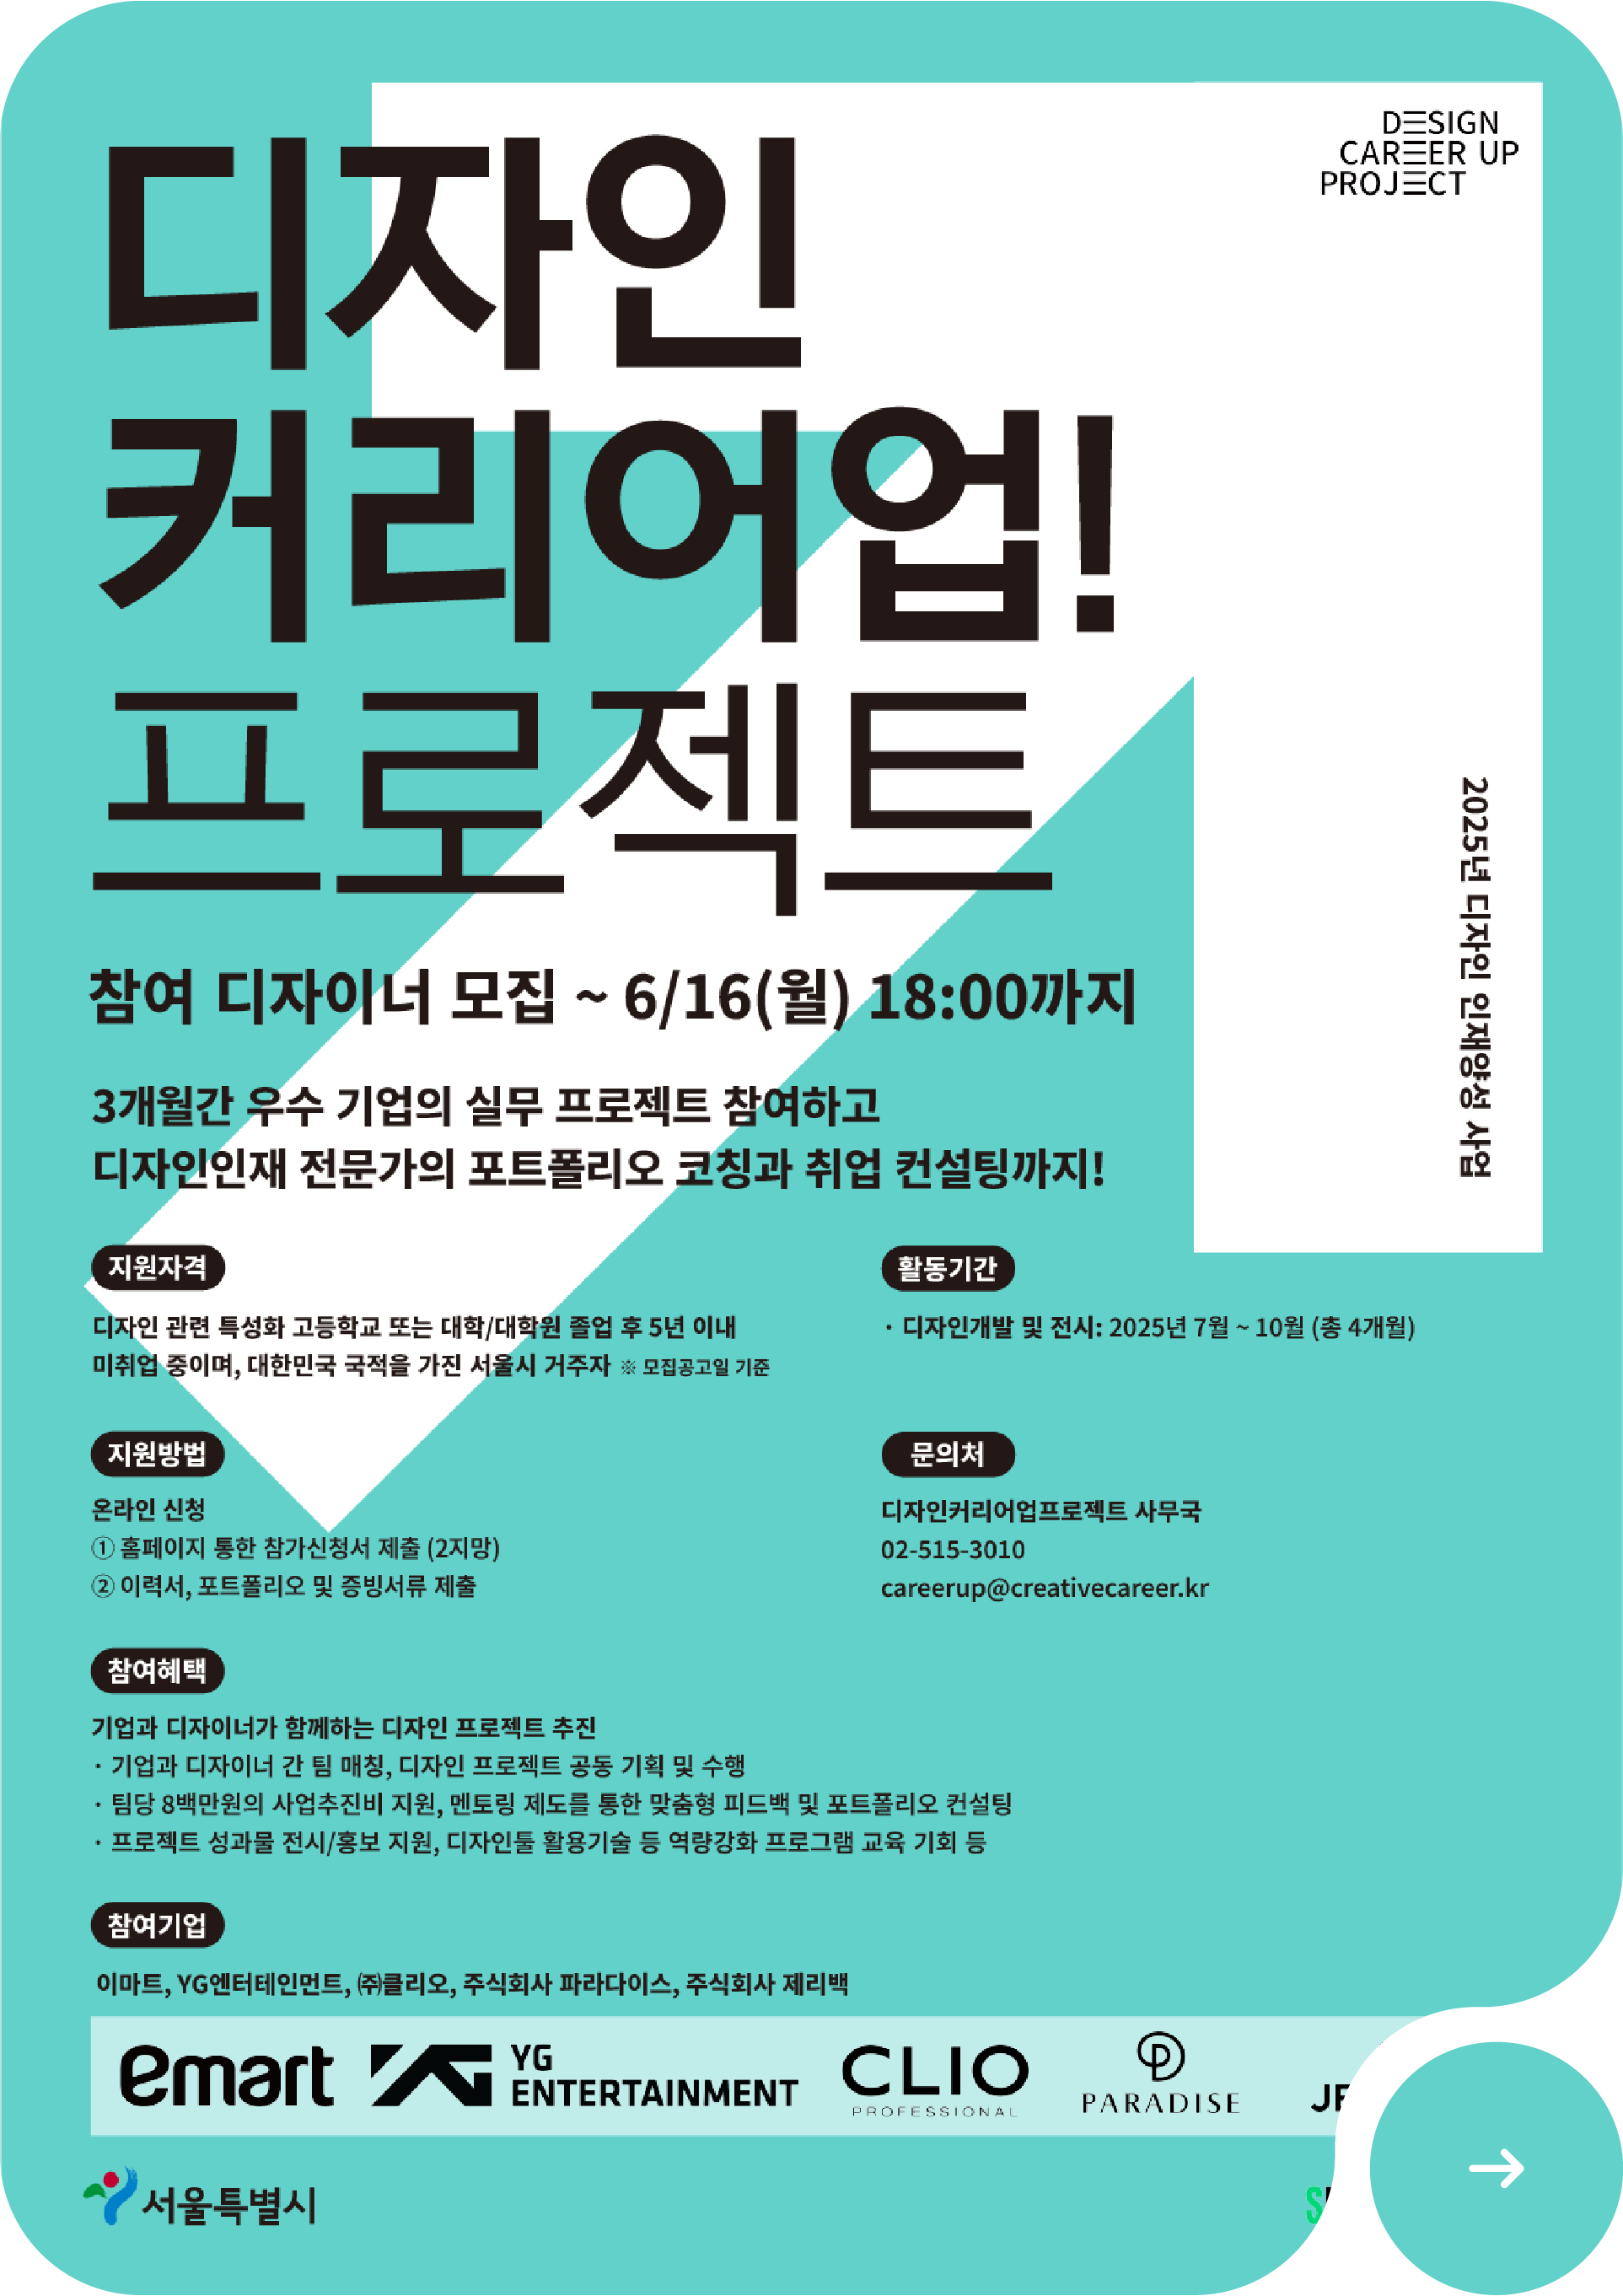 DESIGN
CAREER UP
PROJECT
디자인
커리어업!
프로젝트
2025년 디자인 인재양성 사업
참여 디자이너 모집 ~ 6/16(월) 18:00까지
3개월간 우수 기업의 실무 프로젝트 참여하고
디자인인재 전문가의 포트폴리오 코칭과 취업 컨설팅까지!
지원자격
디자인 관련 특성화 고등학교 또는 대학/대학원 졸업 후 5년 이내
미취업 중이며, 대한민국 국적을 가진 서울시 거주자 ※ 모집공고일 기준
활동기간
· 디자인개발 및 전시: 2025년 7월 ~ 10월 (총 4개월)
지원방법
온라인 신청
① 홈페이지 통한 참가신청서 제출 (2지망)
② 이력서, 포트폴리오 및 증빙서류 제출
문의처
디자인커리어업프로젝트 사무국
02-515-3010
careerup@creativecareer.kr
참여혜택
기업과 디자이너가 함께하는 디자인 프로젝트 추진
· 기업과 디자이너 간 팀 매칭, 디자인 프로젝트 공동 기획 및 수행
· 팀당 8백만원의 사업추진비 지원, 멘토링 제도를 통한 맞춤형 피드백 및 포트폴리오 컨설팅
· 프로젝트 성과물 전시/홍보 지원, 디자인툴 활용기술 등 역량강화 프로그램 교육 기회 등
참여기업
이마트, YG엔터테인먼트, ㈜클리오, 주식회사 파라다이스, 주식회사 제리백
emart
YG
YG
ENTERTAINMENT
CLIO
PROFESSIONAL
PARADISE
서울특별시